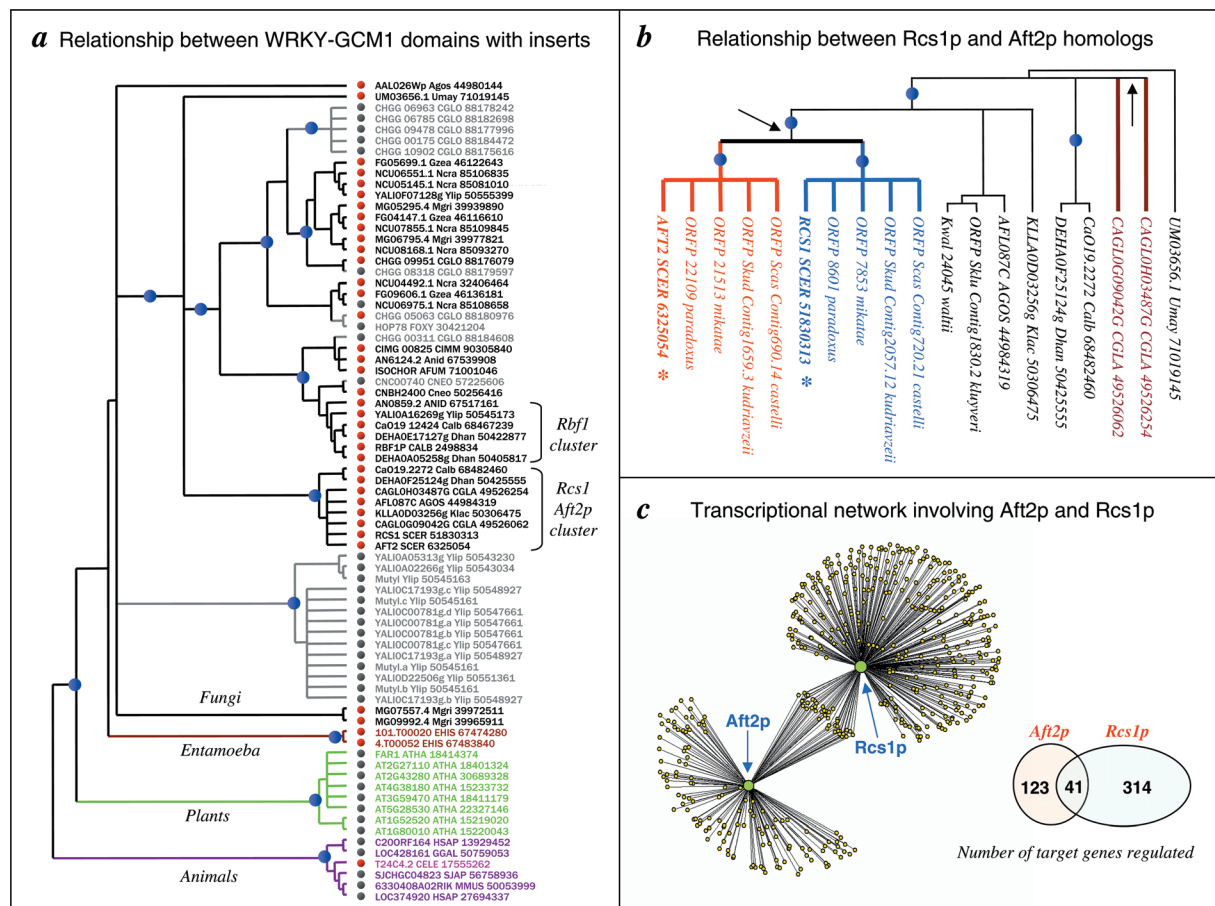 a Relationship between WRKY-GCM1 domains with inserts
AAL026Wp Agos 44980144
UM03656.1 Umay 71019145
CHGG 06963 CGLO 88178242
CHGG 06785 CGLO 88182698
CHGG 09478 CGLO 88177996
CHGG 00175 CGLO 88184472
CHGG 10902 CGLO 88175616
FG05699.1 Gzea 46122643
NCU06551.1 Ncra 85106835
NCU05145.1 Ncra 85081010
YALI0F07128g Ylip 50555399
MG05295.4 Mgri 39939890
FG04147.1 Gzea 46116610
NCU07855.1 Ncra 85109845
MG06795.4 Mgri 39977821
NCU08168.1 Ncra 85093270
CHGG 09951 CGLO 88176079
CHGG 08318 CGLO 88179597
NCU04492.1 Ncra 32406464
FG09606.1 Gzea 46136181
NCU06975.1 Ncra 85108658
CHGG 05063 CGLO 88180976
HOP78 FOXY 30421204
CHGG 00311 CGLO 88184608
CIMG 00825 CIMM 90305840
AN6124.2 Anid 67539908
ISOCHOR AFUM 71001046
CNC00740 CNEO 57225606
CNBH2400 Cneo 50256416
AN0859.2 ANID 67517161
YALI0A16269g Ylip 50545173
CaO19 12424 Calb 68467239
DEHA0E17127g Dhan 50422877
RBF1P CALB 2498834
DEHA0A05258g Dhan 50405817
Rbf1
cluster
CaO19.2272 Calb 68482460
DEHA0F25124g Dhan 50425555
CAGL0H03487G CGLA 49526254
AFL087C AGOS 44984319
KLLA0D03256g Klac 50306475
CAGL0G09042G CGLA 49526062
RCS1 SCER 51830313
AFT2 SCER 6325054
Rcs1
Aft2p
cluster
YALI0A05313g Ylip 50543230
YALI0A02266g Ylip 50543034
Mutyl Ylip 50545163
YALI0C17193g.c Ylip 50548927
Mutyl.c Ylip 50545161
YALI0C00781g.d Ylip 50547661
YALI0C00781g.a Ylip 50547661
YALI0C00781g.b Ylip 50547661
YALI0C00781g.c Ylip 50547661
YALI0C17193g.a Ylip 50548927
Mutyl.a Ylip 50545161
YALI0D22506g Ylip 50551361
Mutyl.b Ylip 50545161
YALI0C17193g.b Ylip 50548927
Fungi
MG07557.4 Mgri 39972511
MG09992.4 Mgri 39965911
101.T00020 EHIS 67474280
4.T00052 EHIS 67483840
Entamoeba
FAR1 ATHA 18414374
AT2G27110 ATHA 18401324
AT2G43280 ATHA 30689328
AT4G38180 ATHA 15233732
AT3G59470 ATHA 18411179
AT5G28530 ATHA 22327146
AT1G52520 ATHA 15219020
AT1G80010 ATHA 15220043
Plants
C20ORF164 HSAP 13929452
LOC428161 GGAL 50759053
T24C4.2 CELE 17555262
SJCHGC04823 SJAP 56758936
6330408A02RIK MMUS 50053999
LOC374920 HSAP 27694337
Animals
b Relationship between Rcs1p and Aft2p homologs
AFT2 SCER 6325054 *
ORFP 22109 paradoxus
ORFP 21513 mikatae
ORFP Skud Contig1659.3 kudriavzeii
ORFP Scas Contig690.14 castelli
RCS1 SCER 51830313 *
ORFP 8601 paradoxus
ORFP 7853 mikatae
ORFP Skud Contig2057.12 kudriavzeii
ORFP Scas Contig720.21 castelli
Kwal 24045 waltii
ORFP Sklu Contig1830.2 kluyveri
AFL087C AGOS 44984319
KLLA0D03256g Klac 50306475
DEHA0F25124g Dhan 50425555
CaO19.2272 Calb 68482460
CAGL0G09042G CGLA 49526062
CAGL0H03487G CGLA 49526254
UM03656.1 Umay 71019145
c Transcriptional network involving Aft2p and Rcs1p
Aft2p
Rcs1p
Aft2p Rcs1p
123 41 314
Number of target genes regulated